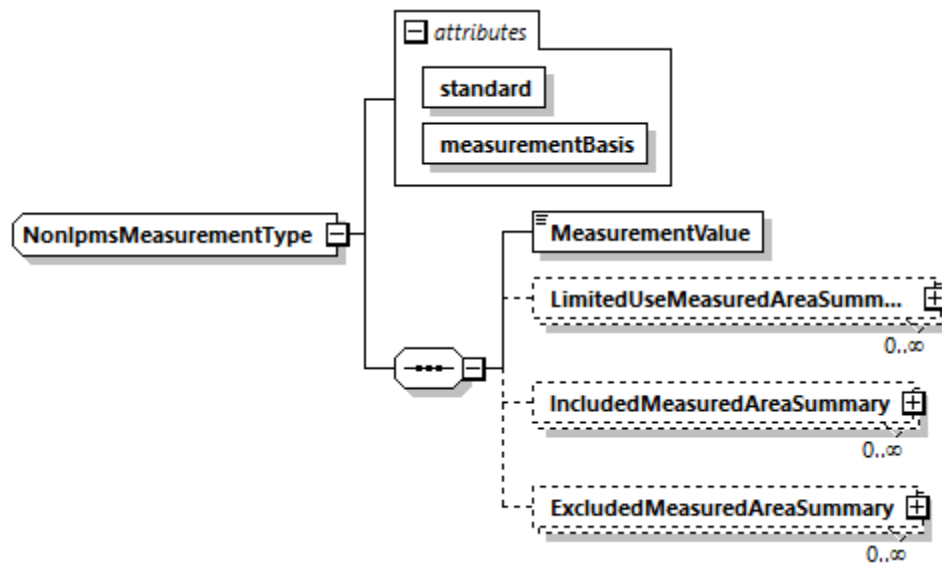 attributes
standard
measurementBasis
NonIpmsMeasurementType
MeasurementValue
LimitedUseMeasuredAreaSumm...
0..∞
IncludedMeasuredAreaSummary
0..∞
ExcludedMeasuredAreaSummary
0..∞